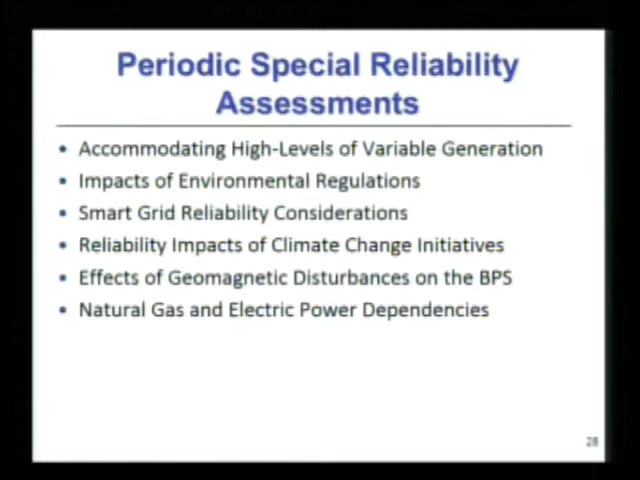 Periodic Special Reliability
Assessments
• Accommodating High-Levels of Variable Generation
• Impacts of Environmental Regulations
• Smart Grid Reliability Considerations
• Reliability Impacts of Climate Change Initiatives
• Effects of Geomagnetic Disturbances on the BPS
• Natural Gas and Electric Power Dependencies
28